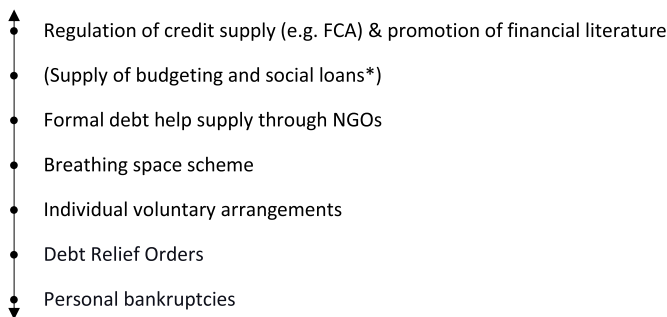 Regulation of credit supply (e.g. FCA) & promotion of financial literature
(Supply of budgeting and social loans*)
Formal debt help supply through NGOs
Breathing space scheme
Individual voluntary arrangements
Debt Relief Orders
Personal bankruptcies